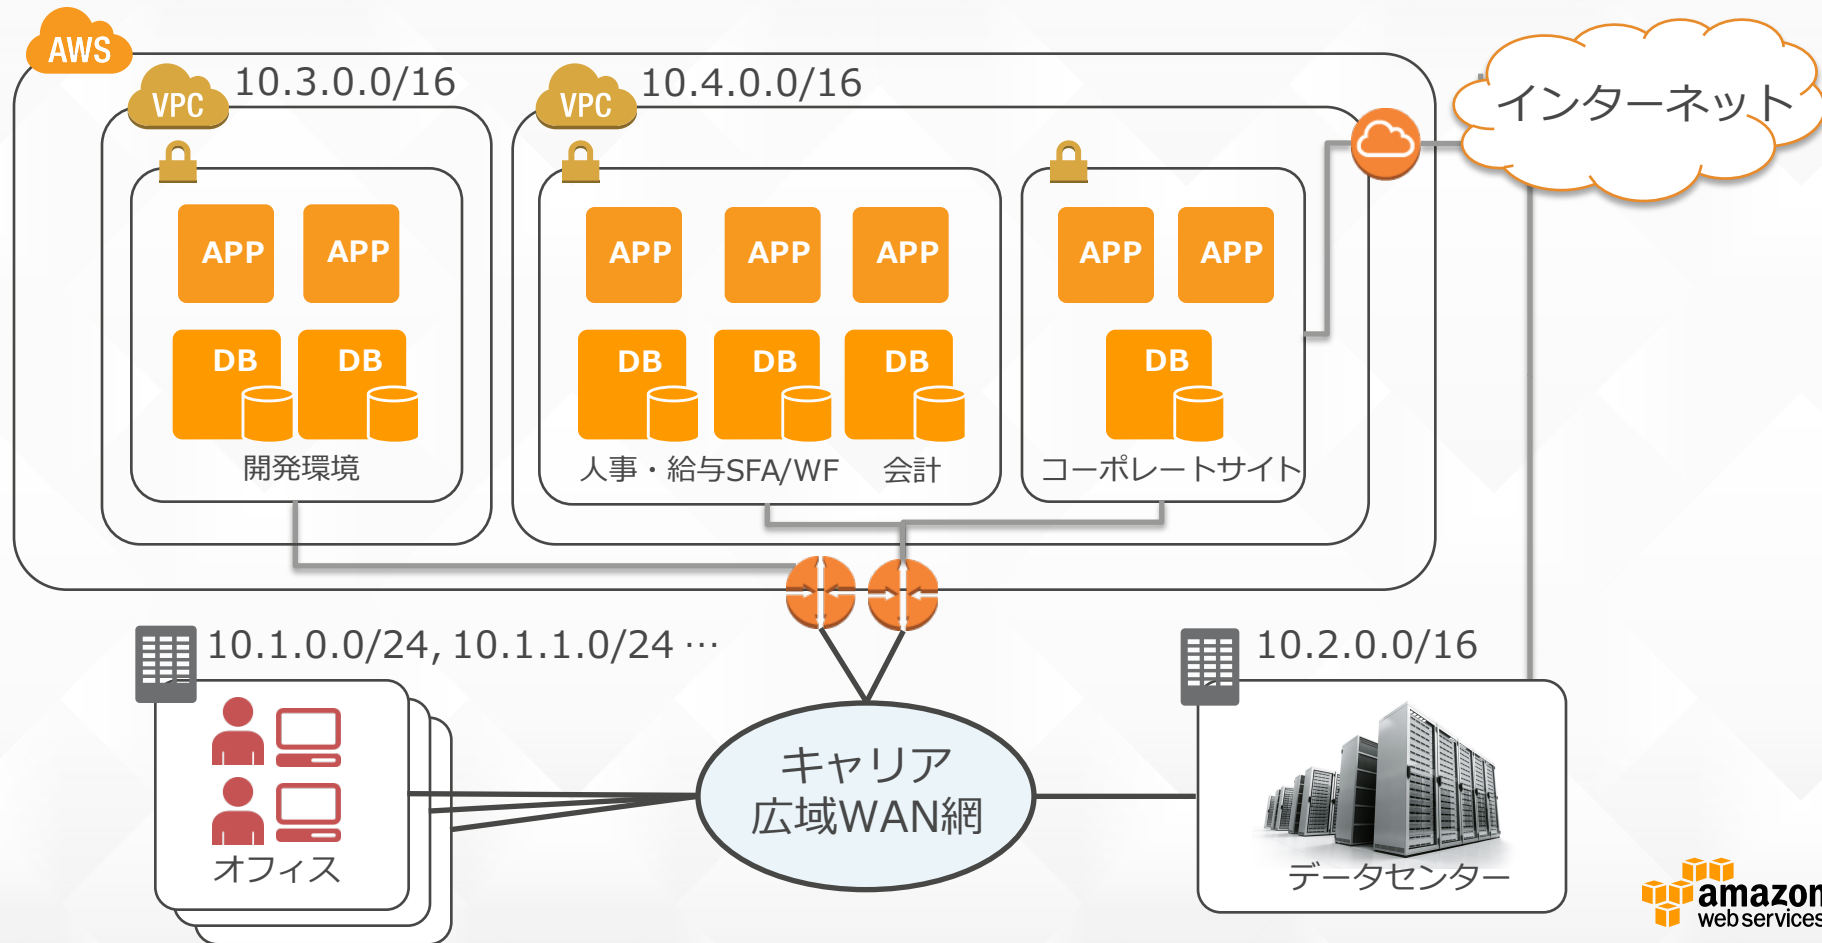 AWS
VPC
10.3.0.0/16
VPC
10.4.0.0/16
インターネット
APP
APP
APP
APP
APP
APP
APP
DB
DB
DB
DB
DB
DB
開発環境
人事・給与
SFA/WF
会計
コーポレートサイト
10.1.0.0/24, 10.1.1.0/24 …
10.2.0.0/16
キャリア
広域WAN網
オフィス
データセンター
amazon
web services